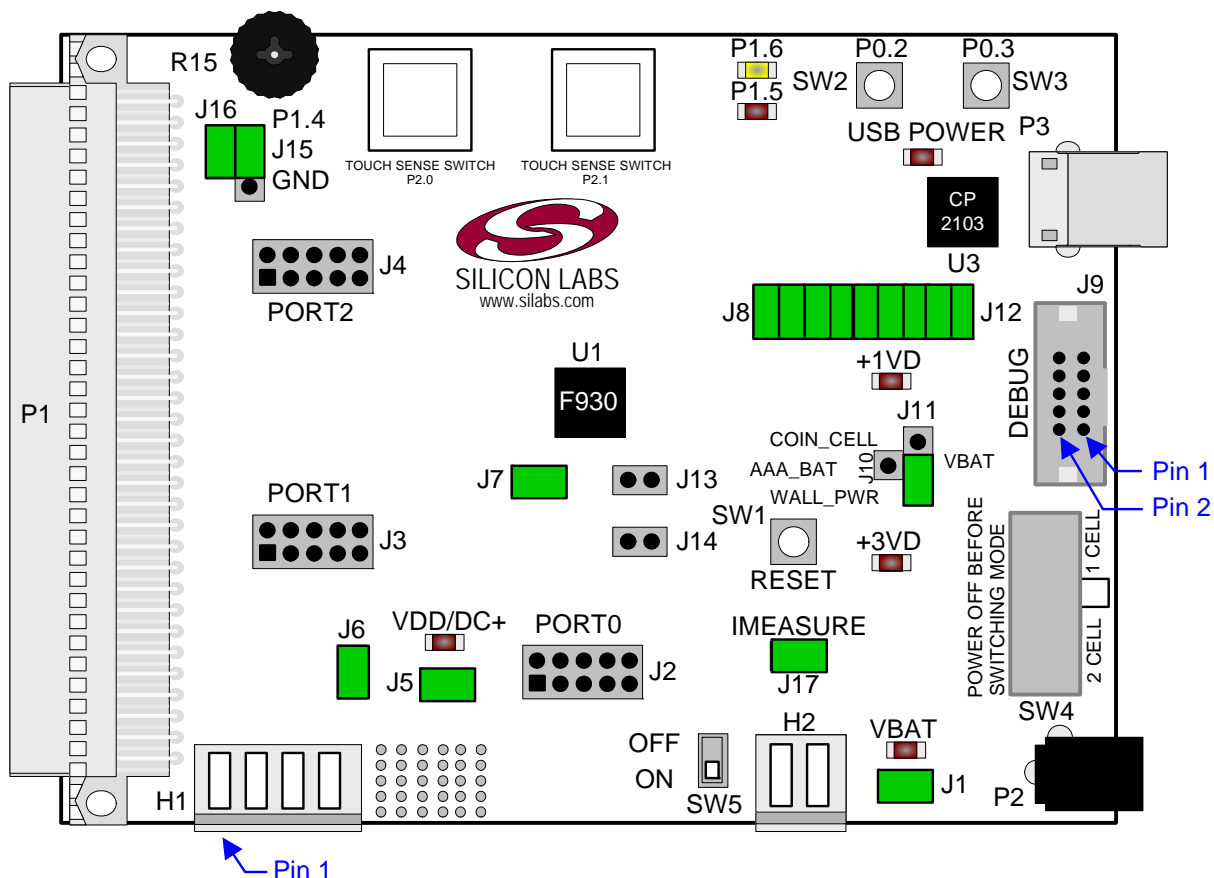 R15
P1.6
P0.2
P0.3
SW2
SW3
P1.5
USB POWER
P3
J16
P1.4
J15
GND
TOUCH SENSE SWITCH
P2.0
TOUCH SENSE SWITCH
P2.1
CP
2103
U3
SILICON LABS
www.silabs.com
J4
PORT2
J9
J8
J12
+1VD
DEBUG
U1
F930
P1
J11
COIN_CELL
AAA_BAT
J10
VBAT
WALL_PWR
Pin 1
Pin 2
J7
J13
PORT1
J3
J14
SW1
RESET
+3VD
POWER OFF BEFORE
SWITCHING MODE
2 CELL
1 CELL
SW4
J6
VDD/DC+
J5
PORT0
J2
IMEASURE
J17
OFF
ON
SW5
H2
VBAT
J1
P2
H1
Pin 1